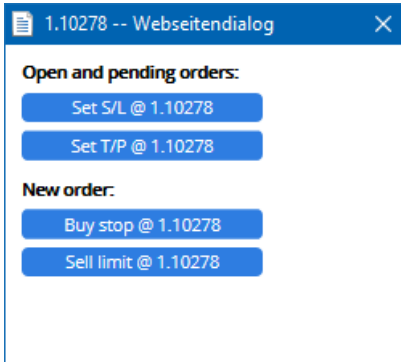 1.10278 -- Webseitendialog
Open and pending orders:
Set S/L @ 1.10278
Set T/P @ 1.10278
New order:
Buy stop @ 1.10278
Sell limit @ 1.10278